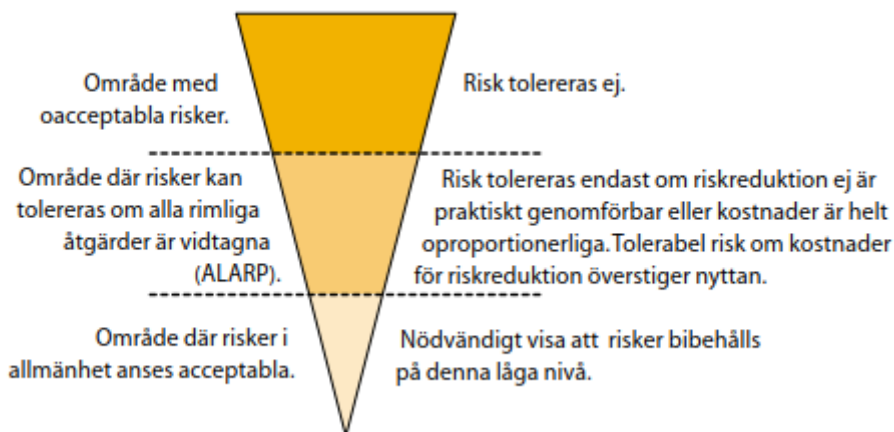 Område med
oacceptabla risker.
Risk tolereras ej.
Område där risker kan
tolereras om alla rimliga
åtgärder är vidtagna
(ALARP).
Risk tolereras endast om riskreduktion ej är
praktiskt genomförbar eller kostnader är helt
oproportionerliga. Tolerabel risk om kostnader
för riskreduktion överstiger nyttan.
Område där risker i
allmänhet anses acceptabla.
Nödvändigt visa att risker bibehålls
på denna låga nivå.